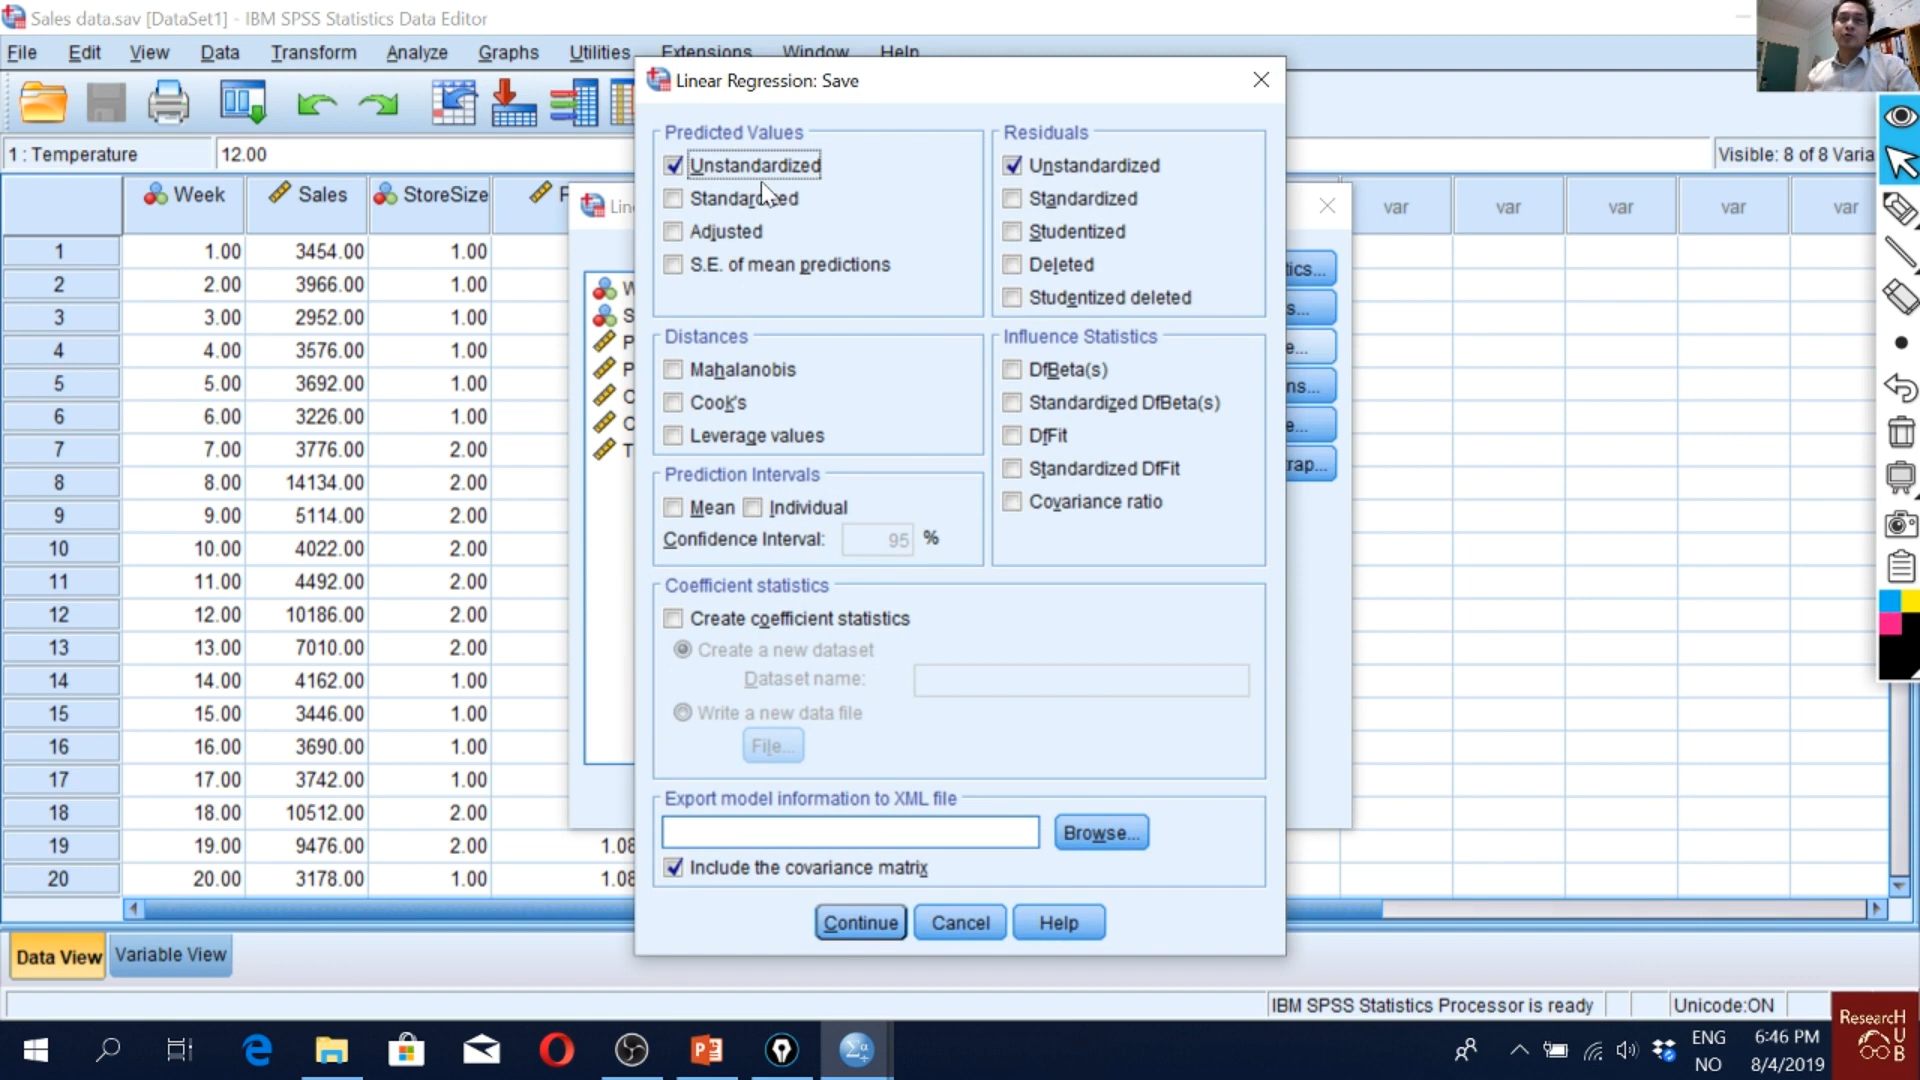 Sales data.sav [DataSet1] - IBM SPSS Statistics Data Editor
File Edit View Data Transform Analyze Graphs Utilities Extensions Window Help
Linear Regression: Save
1 : Temperature 12.00 Visible: 8 of 8 Varia
Week Sales StoreSize var var var var var
1 1.00 3454.00 1.00
2 2.00 3966.00 1.00
3 3.00 2952.00 1.00
4 4.00 3576.00 1.00
5 5.00 3692.00 1.00
6 6.00 3226.00 1.00
7 7.00 3776.00 2.00
8 8.00 14134.00 2.00
9 9.00 5114.00 2.00
10 10.00 4022.00 2.00
11 11.00 4492.00 2.00
12 12.00 10186.00 2.00
13 13.00 7010.00 2.00
14 14.00 4162.00 1.00
15 15.00 3446.00 1.00
16 16.00 3690.00 1.00
17 17.00 3742.00 1.00
18 18.00 10512.00 2.00
19 19.00 9476.00 2.00 1.08
20 20.00 3178.00 1.00 1.08
Predicted Values
Unstandardized
Standardized
Adjusted
S.E. of mean predictions
Residuals
Unstandardized
Standardized
Studentized
Deleted
Studentized deleted
Distances
Mahalanobis
Cook's
Leverage values
Influence Statistics
DfBeta(s)
Standardized DfBeta(s)
DfFit
Standardized DfFit
Covariance ratio
Prediction Intervals
Mean Individual
Confidence Interval: 95 %
Coefficient statistics
Create coefficient statistics
Create a new dataset
Dataset name:
Write a new data file
File...
Export model information to XML file
Browse...
Include the covariance matrix
Continue Cancel Help
Data View Variable View
IBM SPSS Statistics Processor is ready Unicode:ON
ENG 6:46 PM
NO 8/4/2019
ResearcH
UB